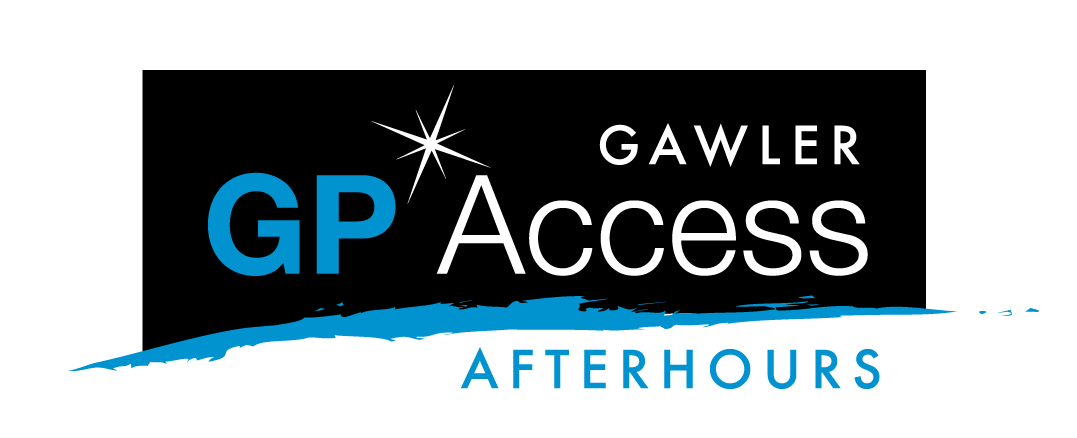 GAWLER
GP Access
AFTERHOURS